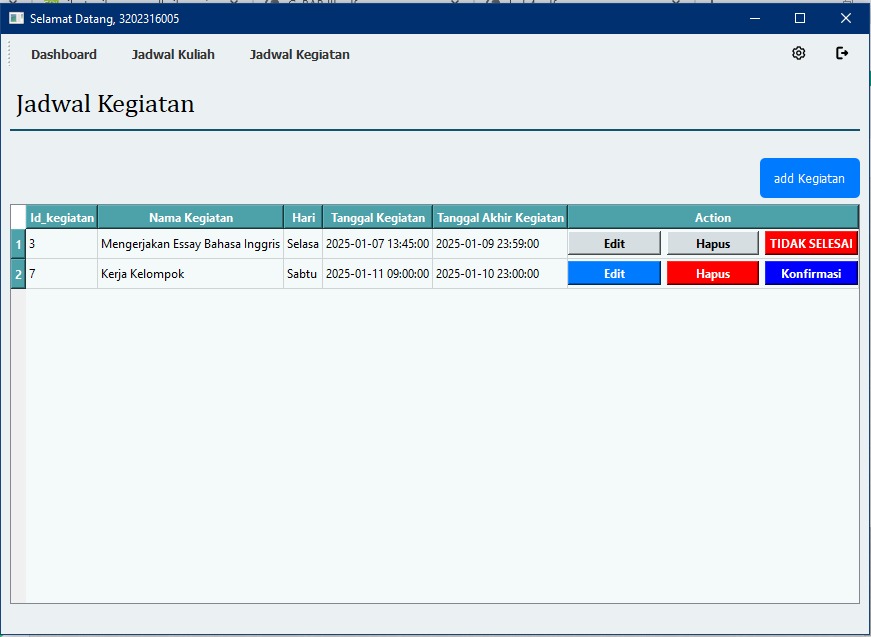 Selamat Datang, 3202316005
Dashboard Jadwal Kuliah Jadwal Kegiatan
Jadwal Kegiatan
add Kegiatan
Id_kegiatan Nama Kegiatan Hari Tanggal Kegiatan Tanggal Akhir Kegiatan Action
1 3 Mengerjakan Essay Bahasa Inggris Selasa 2025-01-07 13:45:00 2025-01-09 23:59:00 Edit Hapus TIDAK SELESAI
2 7 Kerja Kelompok Sabtu 2025-01-11 09:00:00 2025-01-10 23:00:00 Edit Hapus Konfirmasi